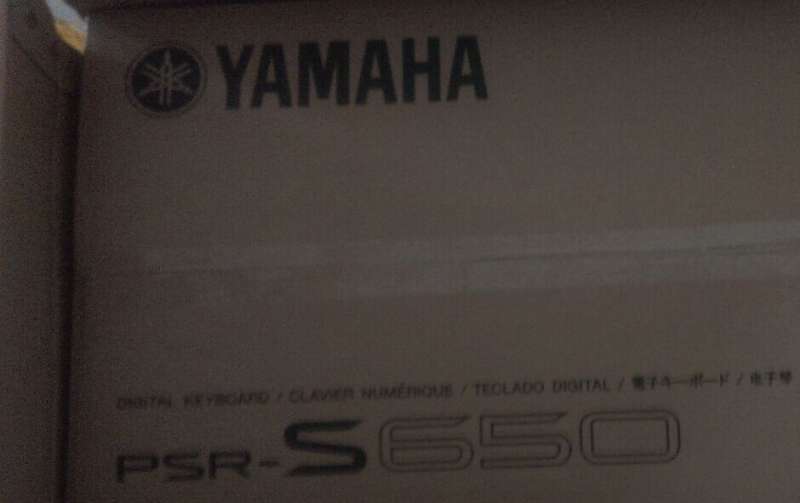 YAMAHA
DIGITAL KEYBOARD / CLAVIER NUMÉRIQUE / TECLADO DIGITAL / 電子キーボード / 电子琴
PSR-S650